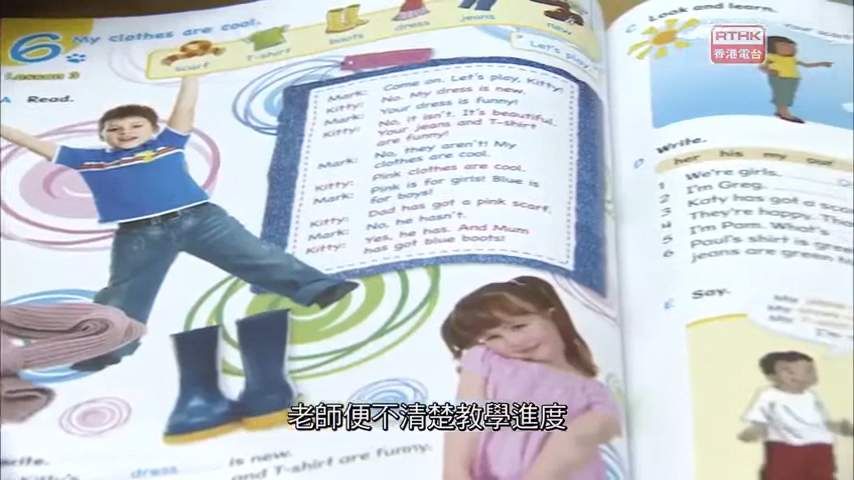 6
My clothes are cool.
Lesson 3
scarf
T-shirt
boots
dress
jeans
new
Let's play.
A Read.
Mark: Come on. Let's play, Kitty!
Kitty: No. My dress is new.
Mark: Your dress is funny!
Kitty: No, it isn't. It's beautiful.
Your jeans and T-shirt
are funny!
Mark: No, they aren't! My
clothes are cool.
Kitty: Pink clothes are cool.
Mark: Pink is for girls! Blue is
for boys!
Kitty: Dad has got a pink scarf.
Mark: No, he hasn't.
Kitty: Yes, he has. And Mum
has got blue boots!
dress
is new.
and T-shirt are funny.
C Look and learn.
RTHK
香港電台
D Write.
her his my our
1 We're girls.
2 I'm Greg.
3 Katy has got a scarf.
4 They're happy.
5 I'm Pam. What's
6 Paul's shirt is green.
jeans are green
E Say.
老師便不清楚教學進度